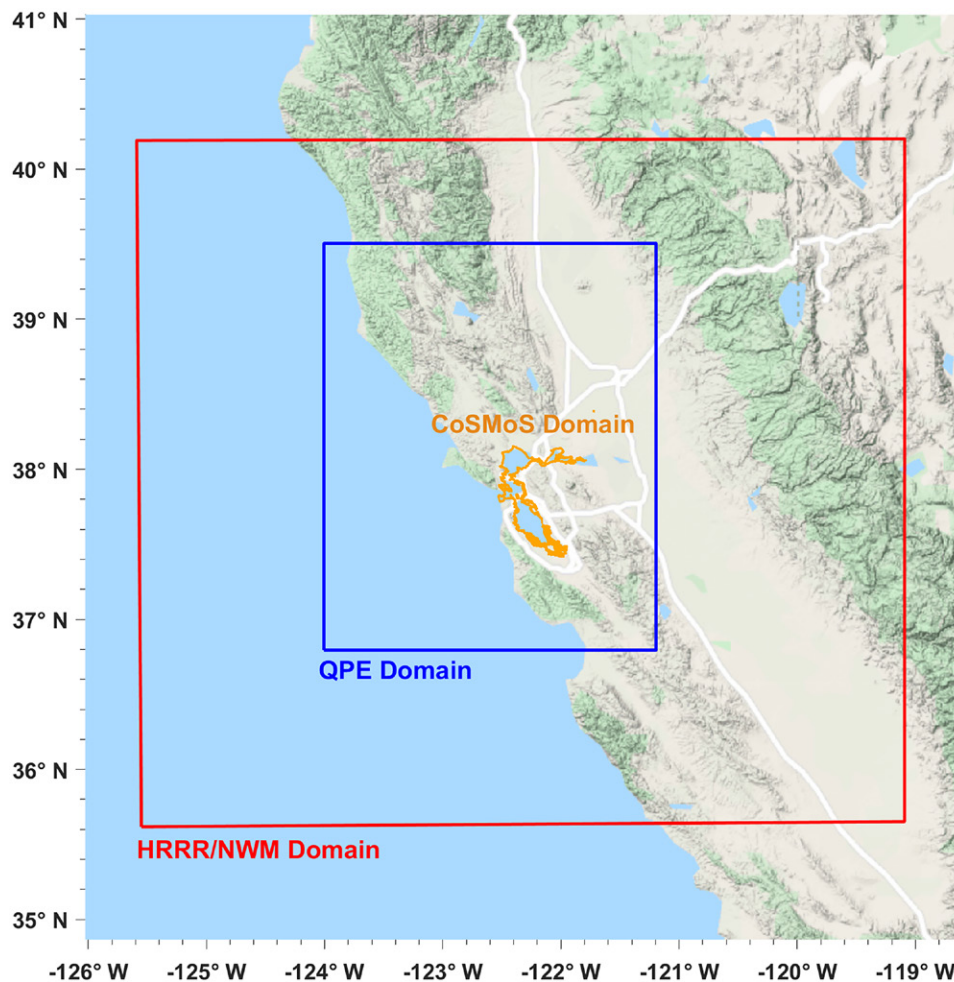 41° N
40° N
39° N
CoSMoS Domain
38° N
37° N
QPE Domain
36° N
HRRR/NWM Domain
35° N
-126° W -125° W -124° W -123° W -122° W -121° W -120° W -119° W